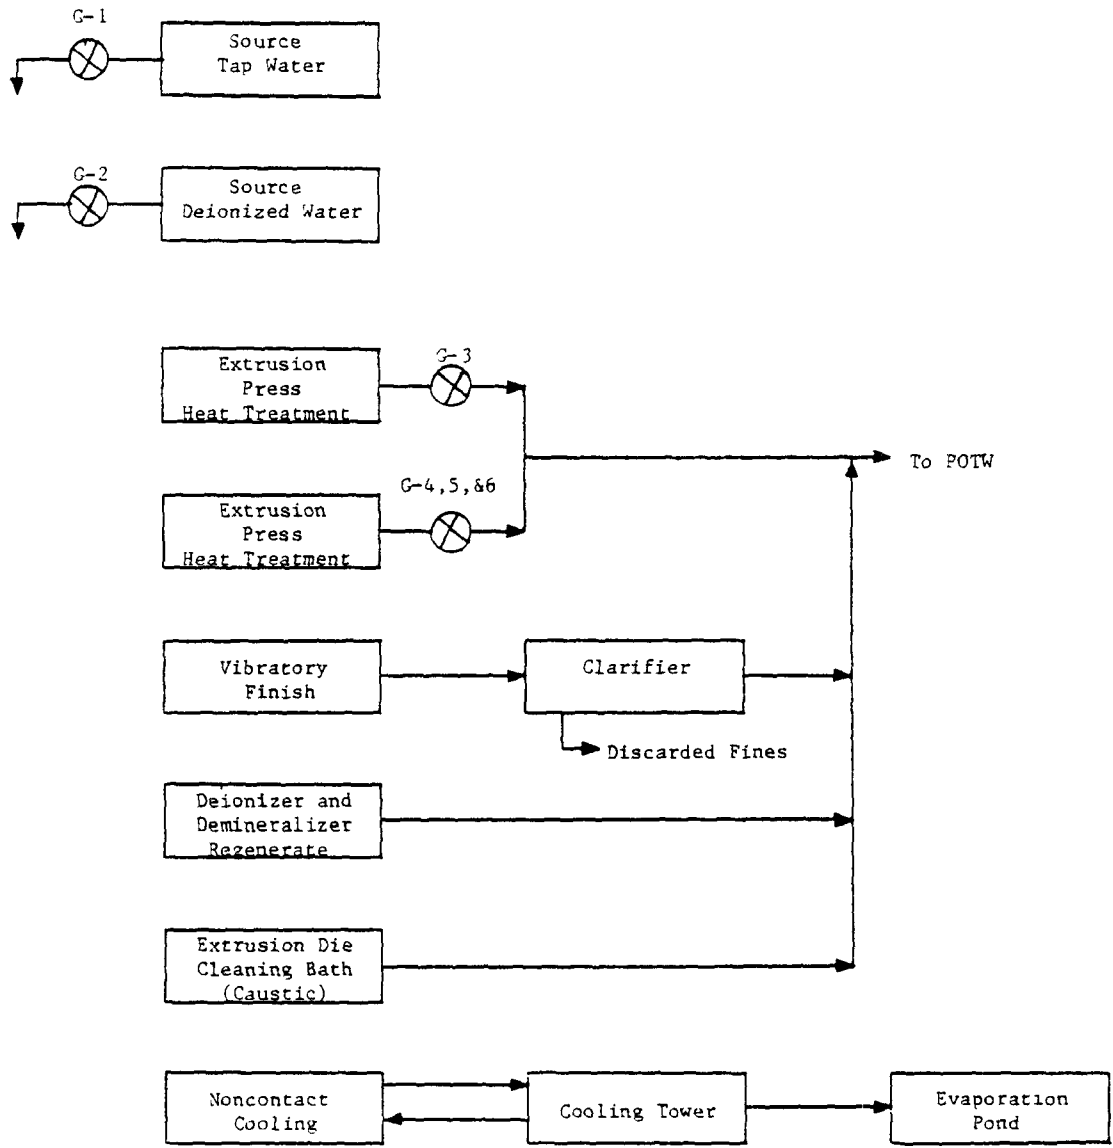 G-1
Source
Tap Water
G-2
Source
Deionized Water
Extrusion
Press
Heat Treatment
G-3
To POTW
G-4,5,&6
Extrusion
Press
Heat Treatment
Vibratory
Finish
Clarifier
Discarded Fines
Deionizer and
Demineralizer
Regenerate
Extrusion Die
Cleaning Bath
(Caustic)
Noncontact
Cooling
Cooling Tower
Evaporation
Pond